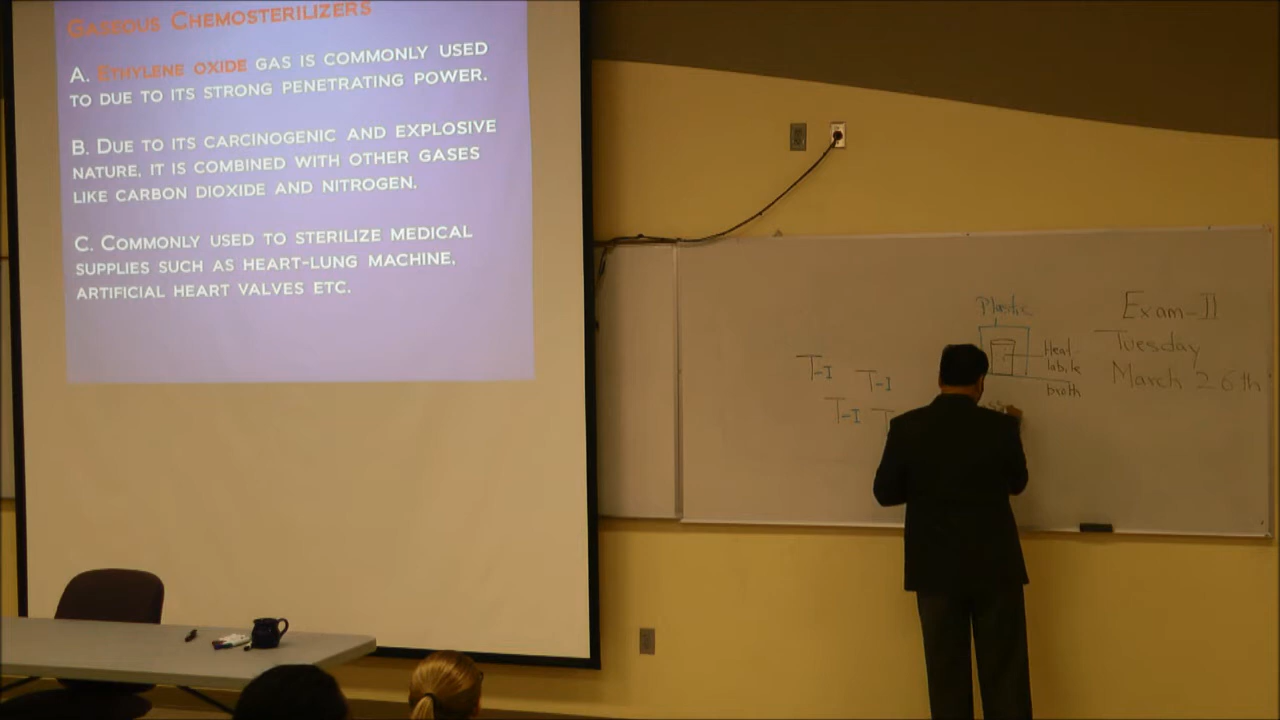 GASEOUS CHEMOSTERILIZERS
A. ETHYLENE OXIDE GAS IS COMMONLY USED
TO DUE TO ITS STRONG PENETRATING POWER.
B. DUE TO ITS CARCINOGENIC AND EXPLOSIVE
NATURE, IT IS COMBINED WITH OTHER GASES
LIKE CARBON DIOXIDE AND NITROGEN.
C. COMMONLY USED TO STERILIZE MEDICAL
SUPPLIES SUCH AS HEART-LUNG MACHINE,
ARTIFICIAL HEART VALVES ETC.
T-I
T-I
T-I
T
Plastic
Heat-
labile
broth
Exam-II
Tuesday
March 26th